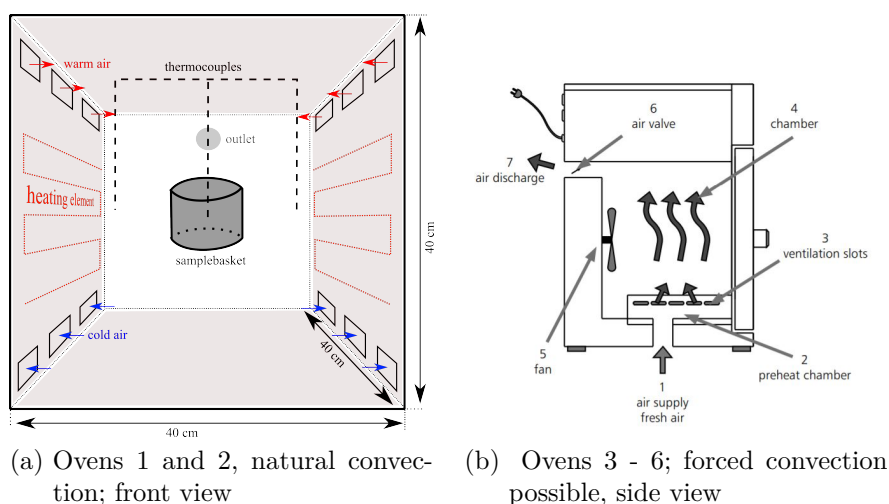 thermocouples
warm air
outlet
heating element
samplebasket
cold air
40 cm
40 cm
40 cm
6
air valve
4
chamber
7
air discharge
3
ventilation slots
5
fan
2
preheat chamber
1
air supply
fresh air
(a) Ovens 1 and 2, natural convec-
tion; front view
(b) Ovens 3 - 6; forced convection
possible, side view